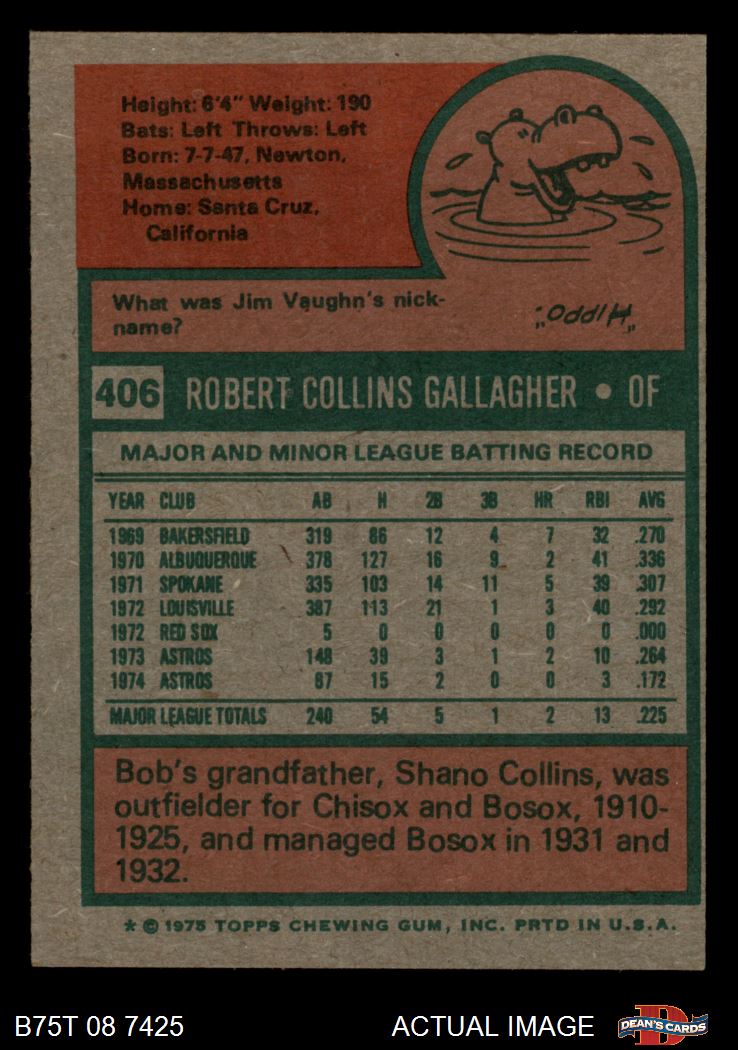 Height: 6'4" Weight: 190
Bats: Left Throws: Left
Born: 7-7-47, Newton,
Massachusetts
Home: Santa Cruz,
California
What was Jim Vaughn's nick-
name?
"Hippo."
406 ROBERT COLLINS GALLAGHER • OF
MAJOR AND MINOR LEAGUE BATTING RECORD
YEAR CLUB AB H 2B 3B HR RBI AVG
1969 BAKERSFIELD 319 86 12 4 7 32 .270
1970 ALBUQUERQUE 378 127 16 9 2 41 .336
1971 SPOKANE 335 103 14 11 5 39 .307
1972 LOUISVILLE 387 113 21 1 3 40 .292
1972 RED SOX 5 0 0 0 0 0 .000
1973 ASTROS 148 39 3 1 2 10 .264
1974 ASTROS 87 15 2 0 0 3 .172
MAJOR LEAGUE TOTALS 240 54 5 1 2 13 .225
Bob's grandfather, Shano Collins, was
outfielder for Chisox and Bosox, 1910-
1925, and managed Bosox in 1931 and
1932.
* © 1975 TOPPS CHEWING GUM, INC. PRTD IN U.S.A.
B75T 08 7425 ACTUAL IMAGE DEAN'S CARDS